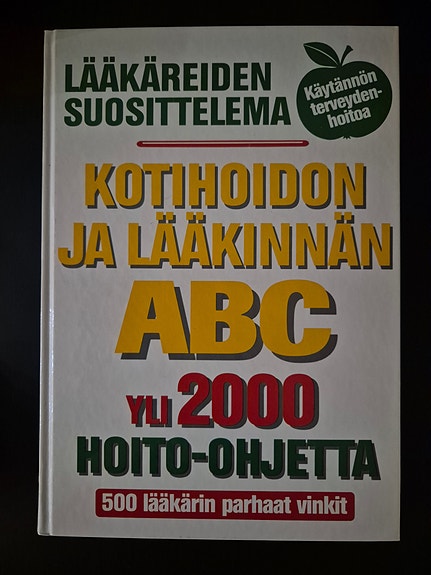 LÄÄKÄREIDEN
SUOSITTELEMA
Käytännön
terveyden-
hoitoa
KOTIHOIDON
JA LÄÄKINNÄN
ABC
YLI 2000
HOITO-OHJETTA
500 lääkärin parhaat vinkit